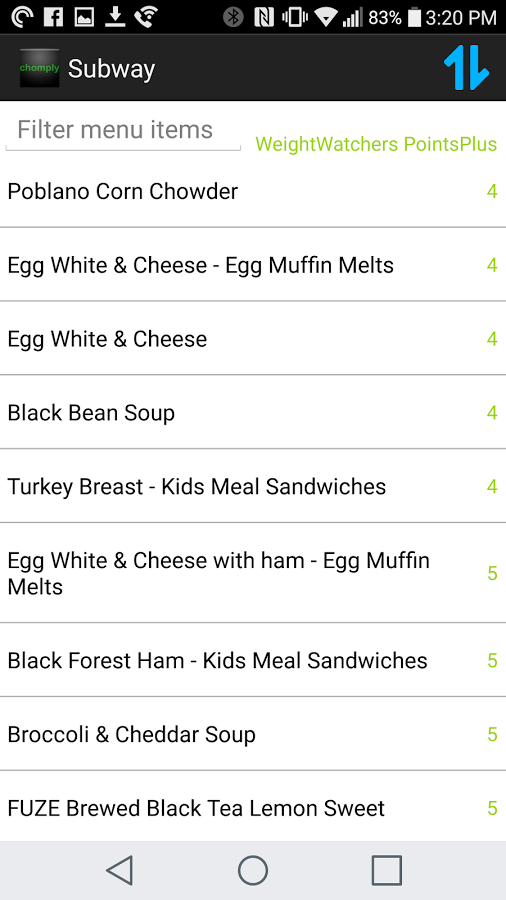 83% 3:20 PM
chomply Subway
Filter menu items
WeightWatchers PointsPlus
Poblano Corn Chowder 4
Egg White & Cheese - Egg Muffin Melts 4
Egg White & Cheese 4
Black Bean Soup 4
Turkey Breast - Kids Meal Sandwiches 4
Egg White & Cheese with ham - Egg Muffin
Melts 5
Black Forest Ham - Kids Meal Sandwiches 5
Broccoli & Cheddar Soup 5
FUZE Brewed Black Tea Lemon Sweet 5